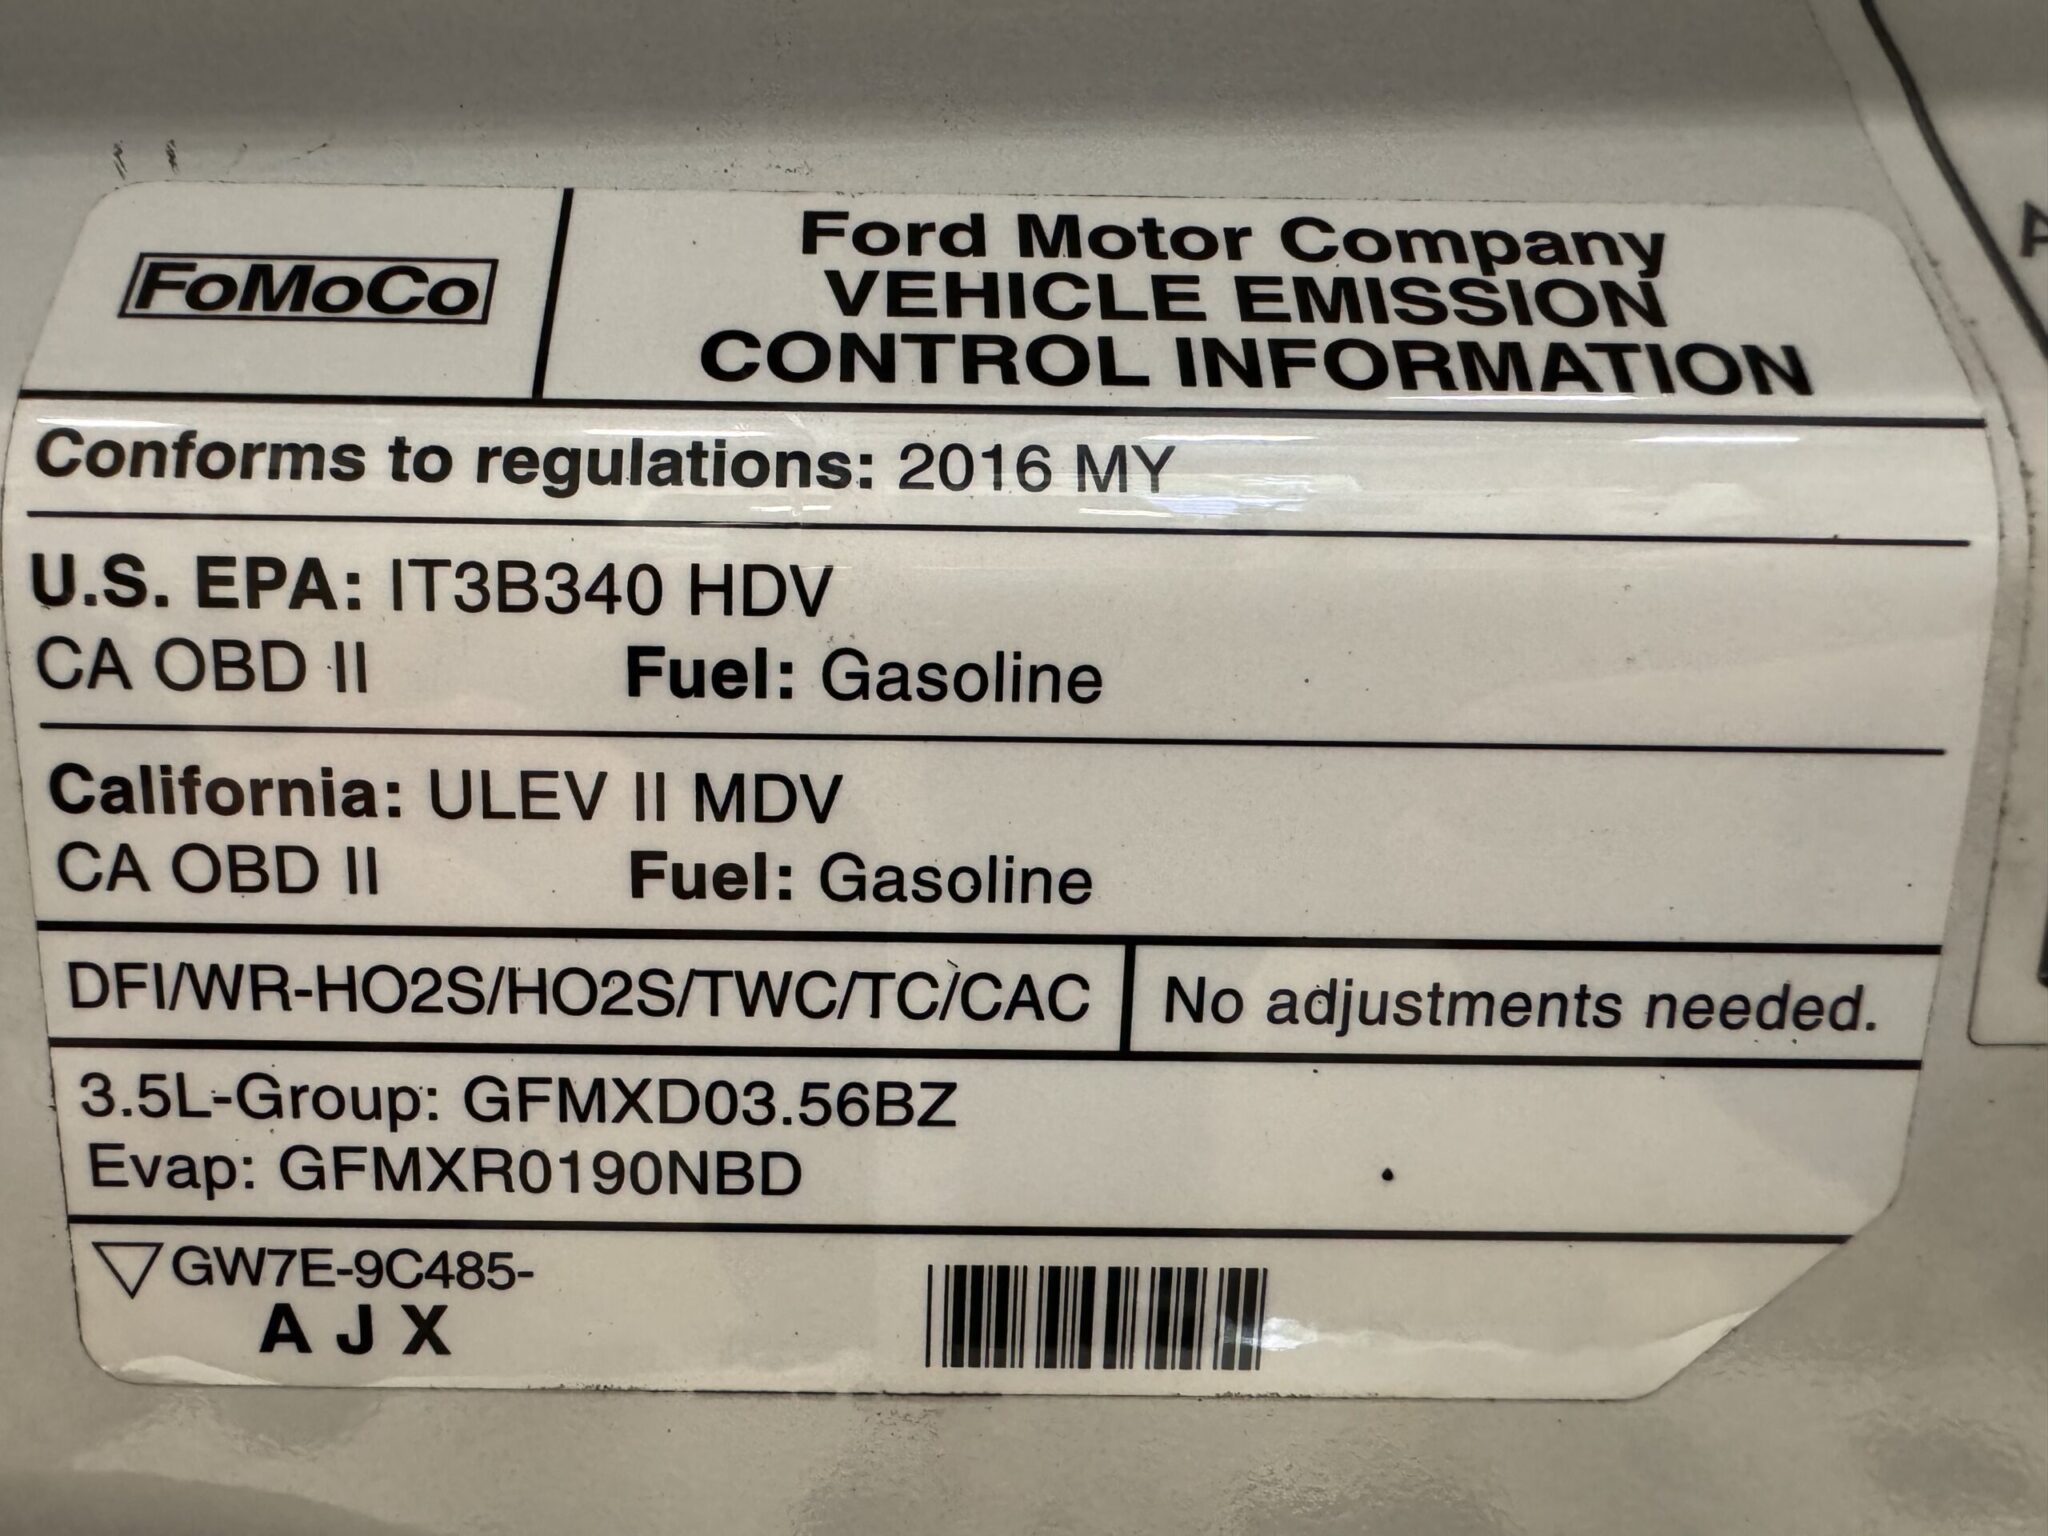 FoMoCo
Ford Motor Company
VEHICLE EMISSION
CONTROL INFORMATION
Conforms to regulations: 2016 MY
U.S. EPA: IT3B340 HDV
CA OBD II Fuel: Gasoline
California: ULEV II MDV
CA OBD II Fuel: Gasoline
DFI/WR-HO2S/HO2S/TWC/TC/CAC
No adjustments needed.
3.5L-Group: GFMXD03.56BZ
Evap: GFMXR0190NBD
▽GW7E-9C485-
A J X